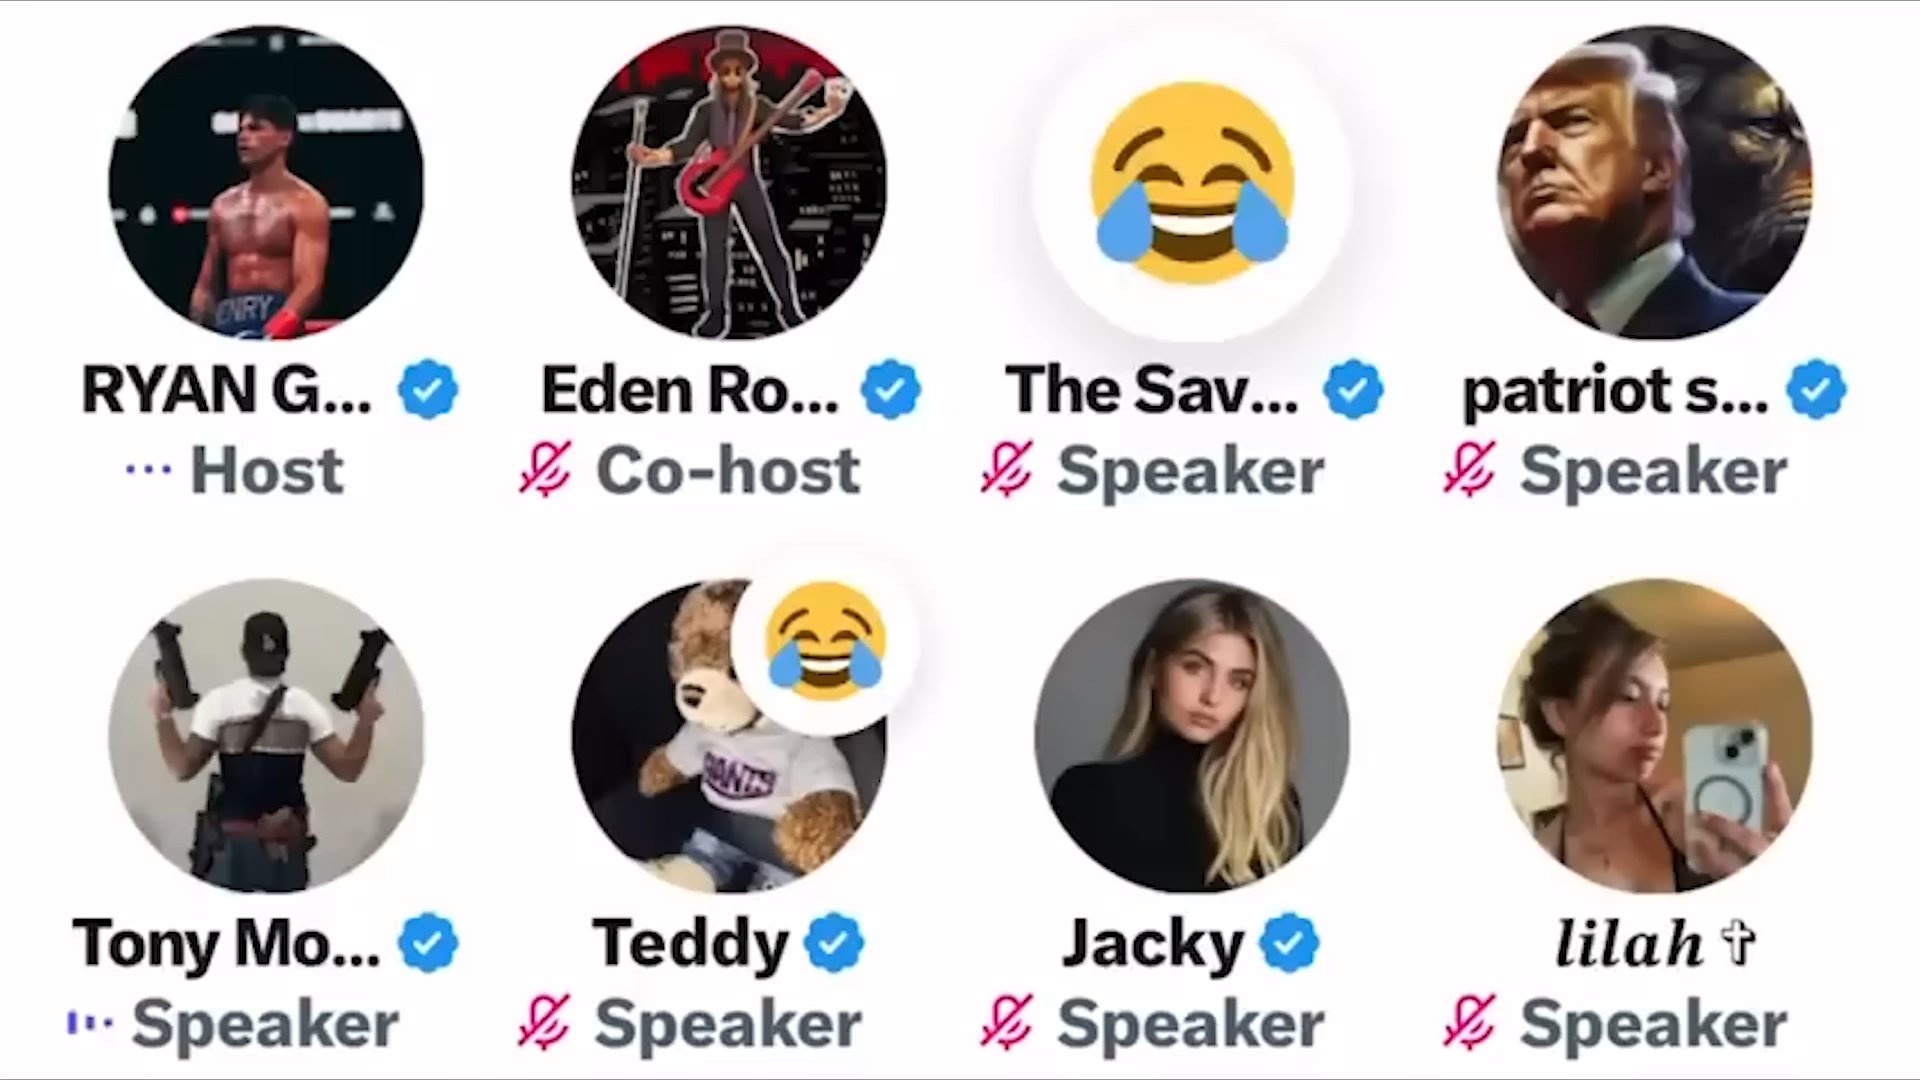 RYAN G...
Host
Eden Ro...
Co-host
The Sav...
Speaker
patriot s...
Speaker
Tony Mo...
Speaker
Teddy
Speaker
Jacky
Speaker
lilah ✝
Speaker